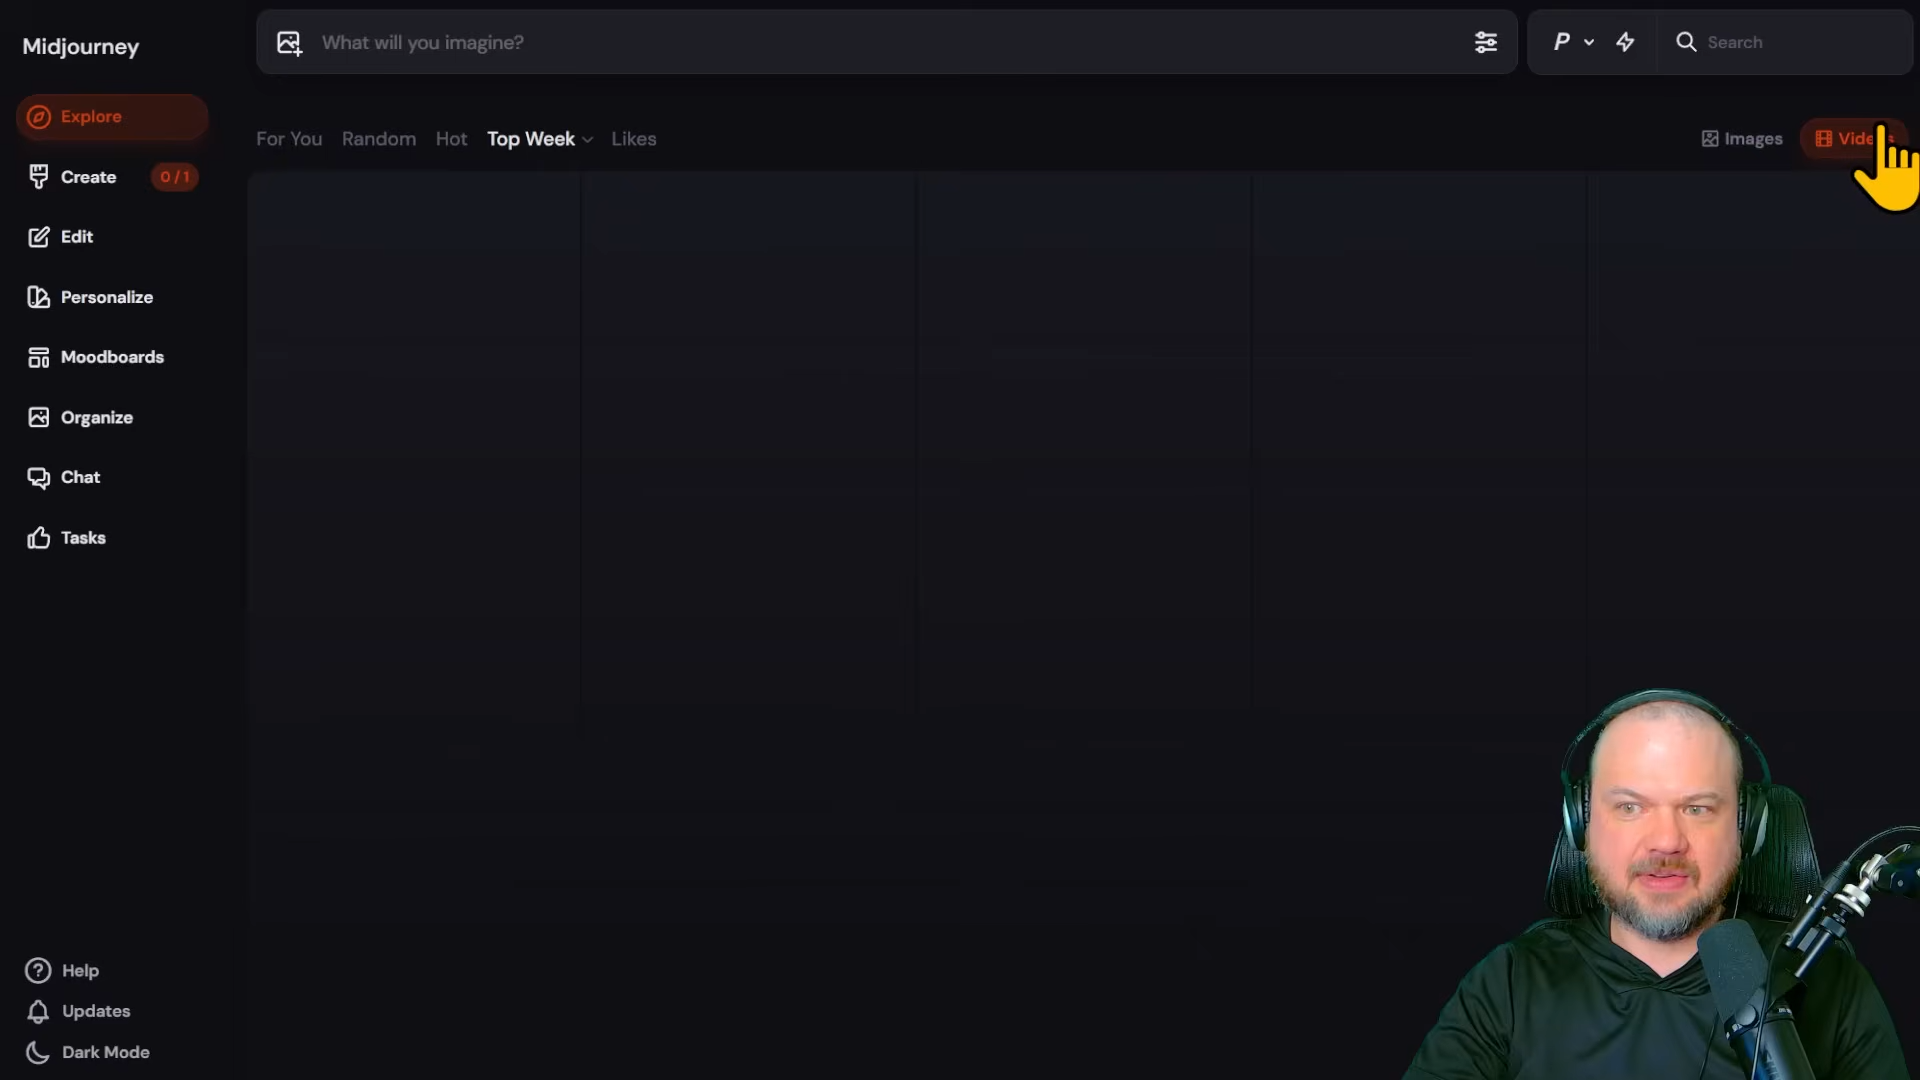 Midjourney
What will you imagine?
P
Search
Explore
For You Random Hot Top Week Likes
Images
Create 0 / 1
Edit
Personalize
Moodboards
Organize
Chat
Tasks
Help
Updates
Dark Mode